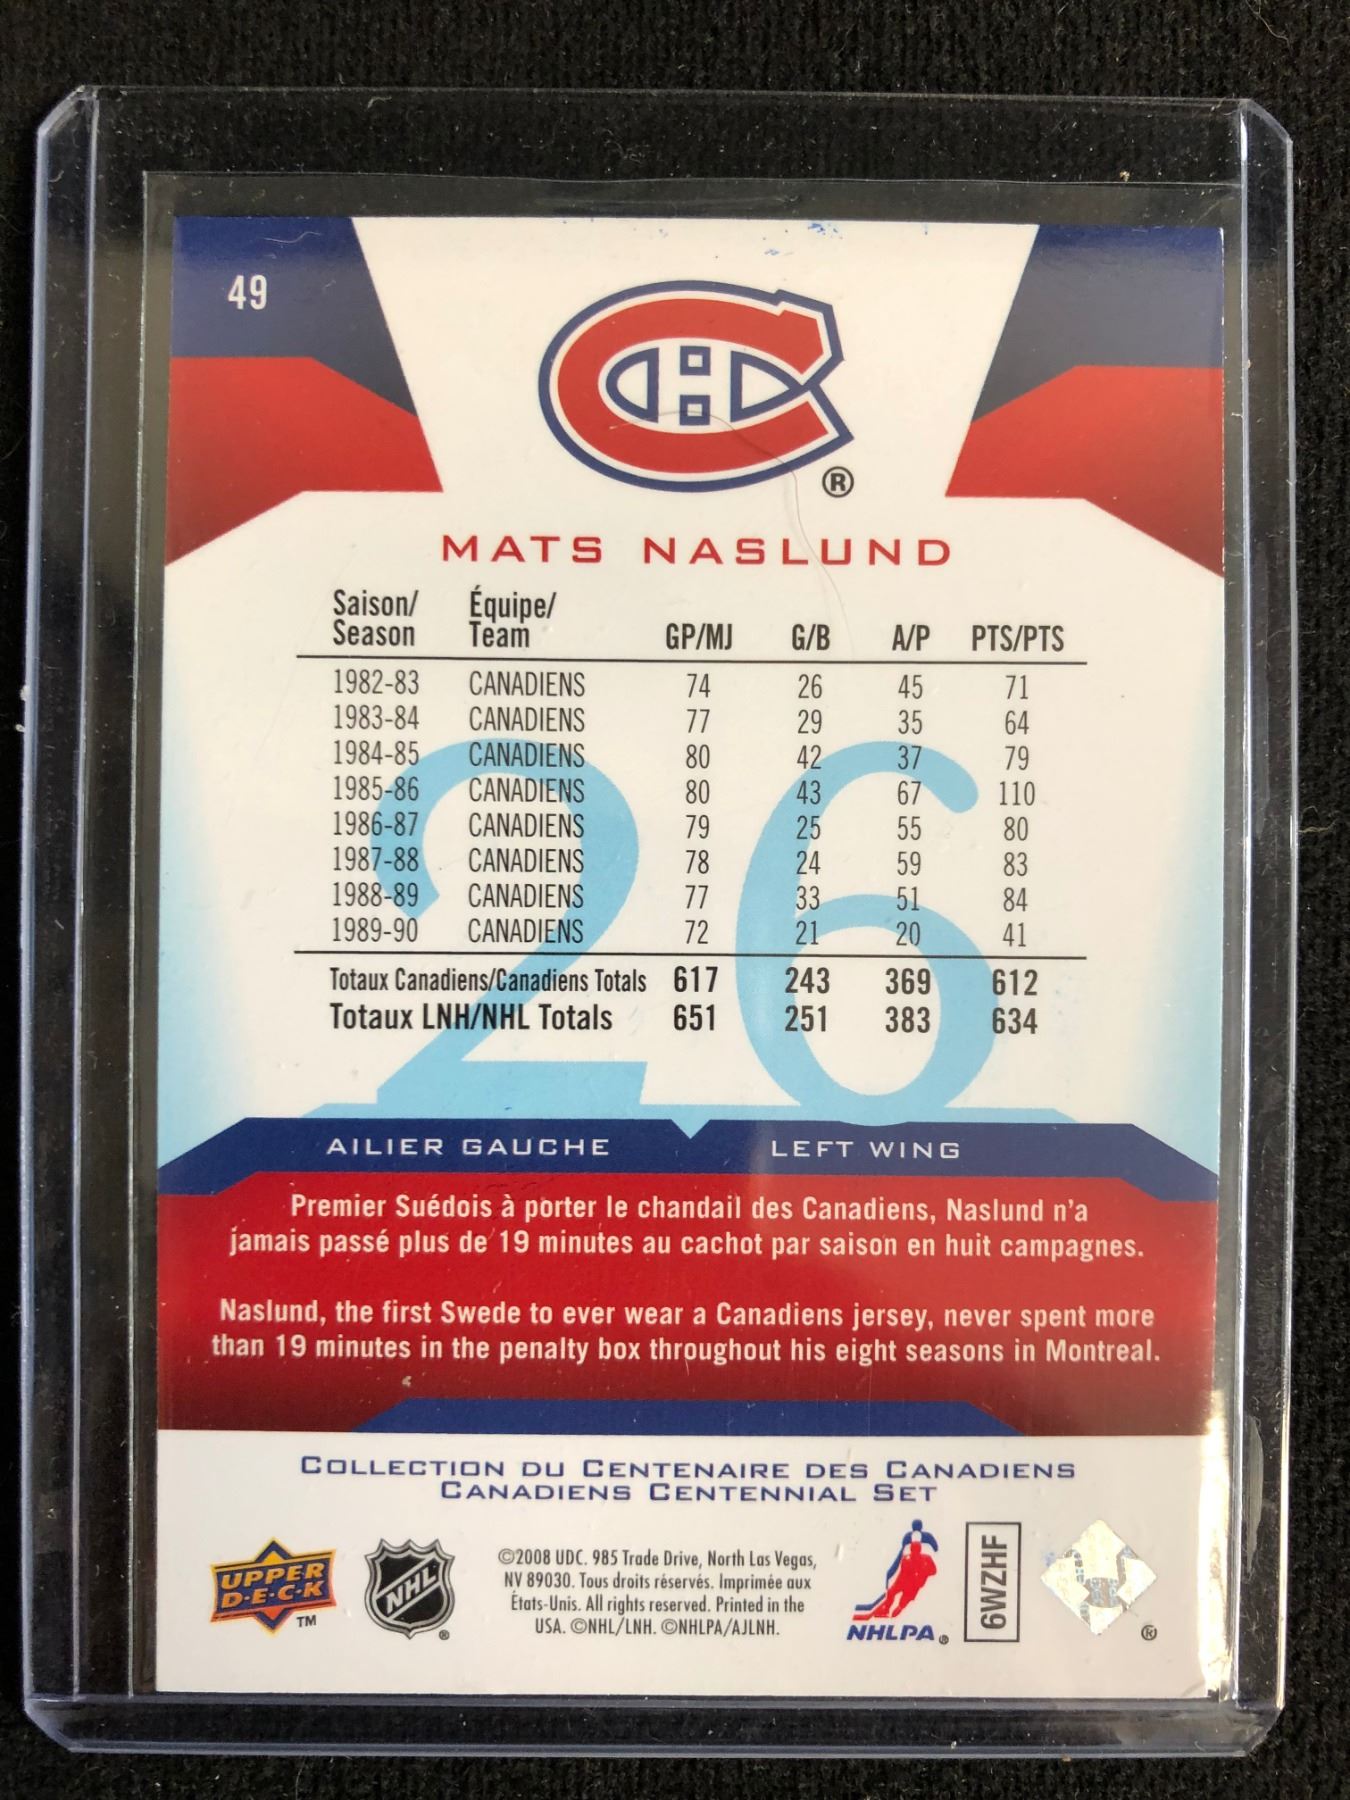 49
®
MATS NASLUND
Saison/ Équipe/
Season Team GP/MJ G/B A/P PTS/PTS
1982-83 CANADIENS 74 26 45 71
1983-84 CANADIENS 77 29 35 64
1984-85 CANADIENS 80 42 37 79
1985-86 CANADIENS 80 43 67 110
1986-87 CANADIENS 79 25 55 80
1987-88 CANADIENS 78 24 59 83
1988-89 CANADIENS 77 33 51 84
1989-90 CANADIENS 72 21 20 41
Totaux Canadiens/Canadiens Totals 617 243 369 612
Totaux LNH/NHL Totals 651 251 383 634
26
AILIER GAUCHE LEFT WING
Premier Suédois à porter le chandail des Canadiens, Naslund n'a
jamais passé plus de 19 minutes au cachot par saison en huit campagnes.
Naslund, the first Swede to ever wear a Canadiens jersey, never spent more
than 19 minutes in the penalty box throughout his eight seasons in Montreal.
COLLECTION DU CENTENAIRE DES CANADIENS
CANADIENS CENTENNIAL SET
UPPER
D·E·C·K
TM
NHL
®
©2008 UDC. 985 Trade Drive, North Las Vegas,
NV 89030. Tous droits réservés. Imprimée aux
États-Unis. All rights reserved. Printed in the
USA. ©NHL/LNH. ©NHLPA/AJLNH.
NHLPA®
6WZHF
®